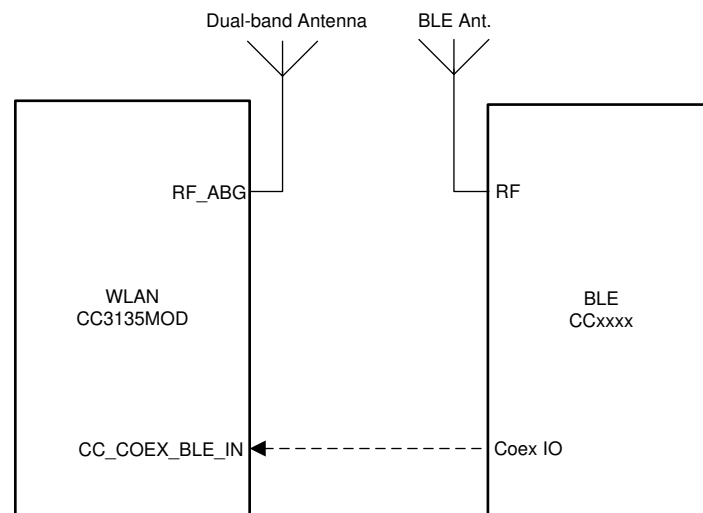 Dual-band Antenna
BLE Ant.
RF_ABG
RF
WLAN
CC3135MOD
BLE
CCxxxx
CC_COEX_BLE_IN
Coex IO